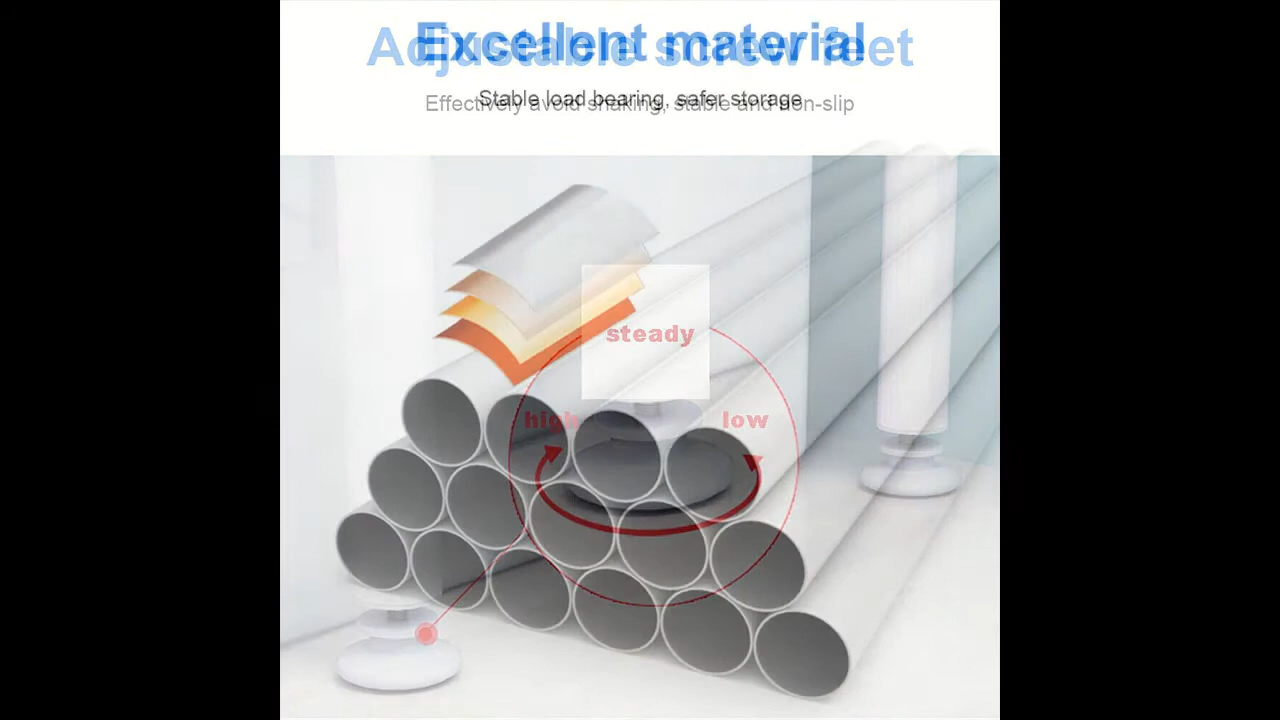 Excellent material
Adjustable screw feet
Stable load bearing, safer storage
Effectively avoid shaking, stable and non-slip
steady
high
low